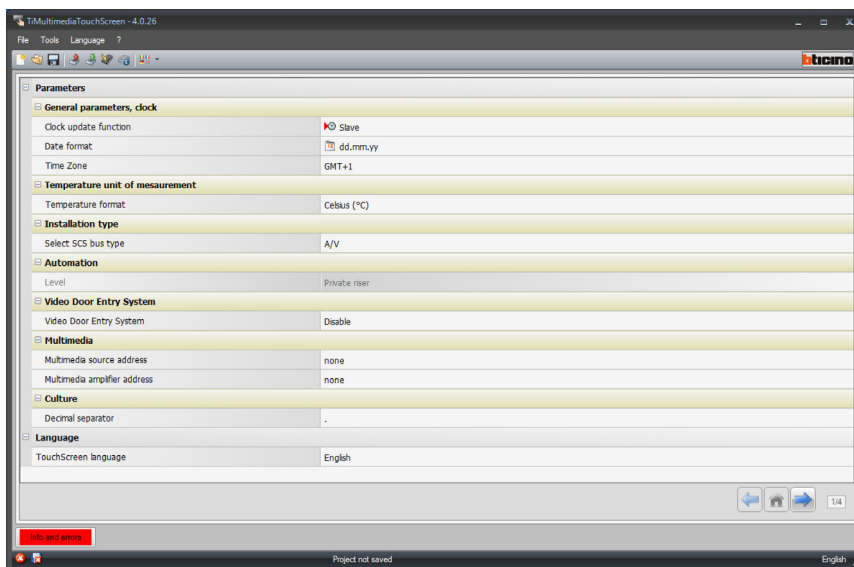 TiMultimediaTouchScreen - 4.0.26
File Tools Language ?
bticino
Parameters
General parameters, clock
Clock update function Slave
Date format dd.mm.yy
Time Zone GMT+1
Temperature unit of mesaurement
Temperature format Celsius (°C)
Installation type
Select SCS bus type A/V
Automation
Level Private riser
Video Door Entry System
Video Door Entry System Disable
Multimedia
Multimedia source address none
Multimedia amplifier address none
Culture
Decimal separator .
Language
TouchScreen language English
1/4
Info and errors
Project not saved English